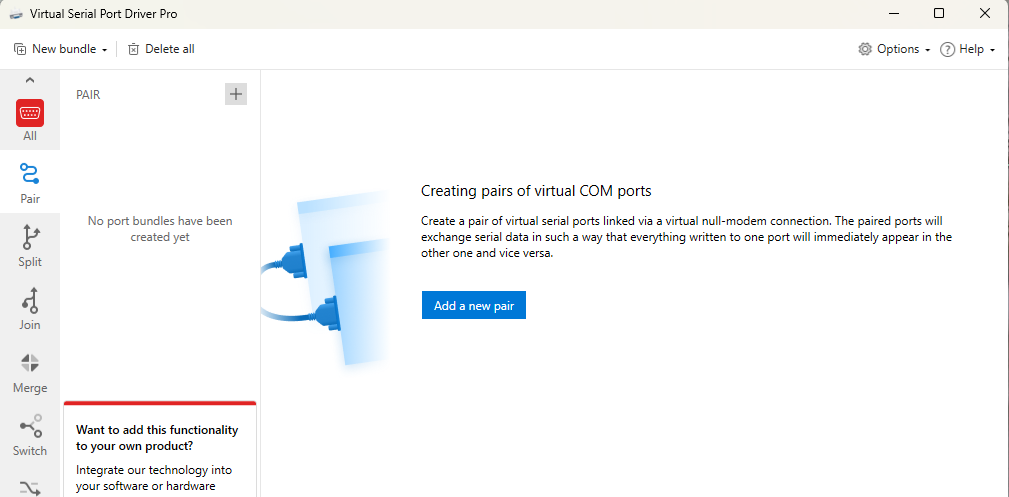 Virtual Serial Port Driver Pro
New bundle
Delete all
Options
Help
All
Pair
Split
Join
Merge
Switch
PAIR
No port bundles have been
created yet
Want to add this functionality
to your own product?
Integrate our technology into
your software or hardware
Creating pairs of virtual COM ports
Create a pair of virtual serial ports linked via a virtual null-modem connection. The paired ports will
exchange serial data in such a way that everything written to one port will immediately appear in the
other one and vice versa.
Add a new pair